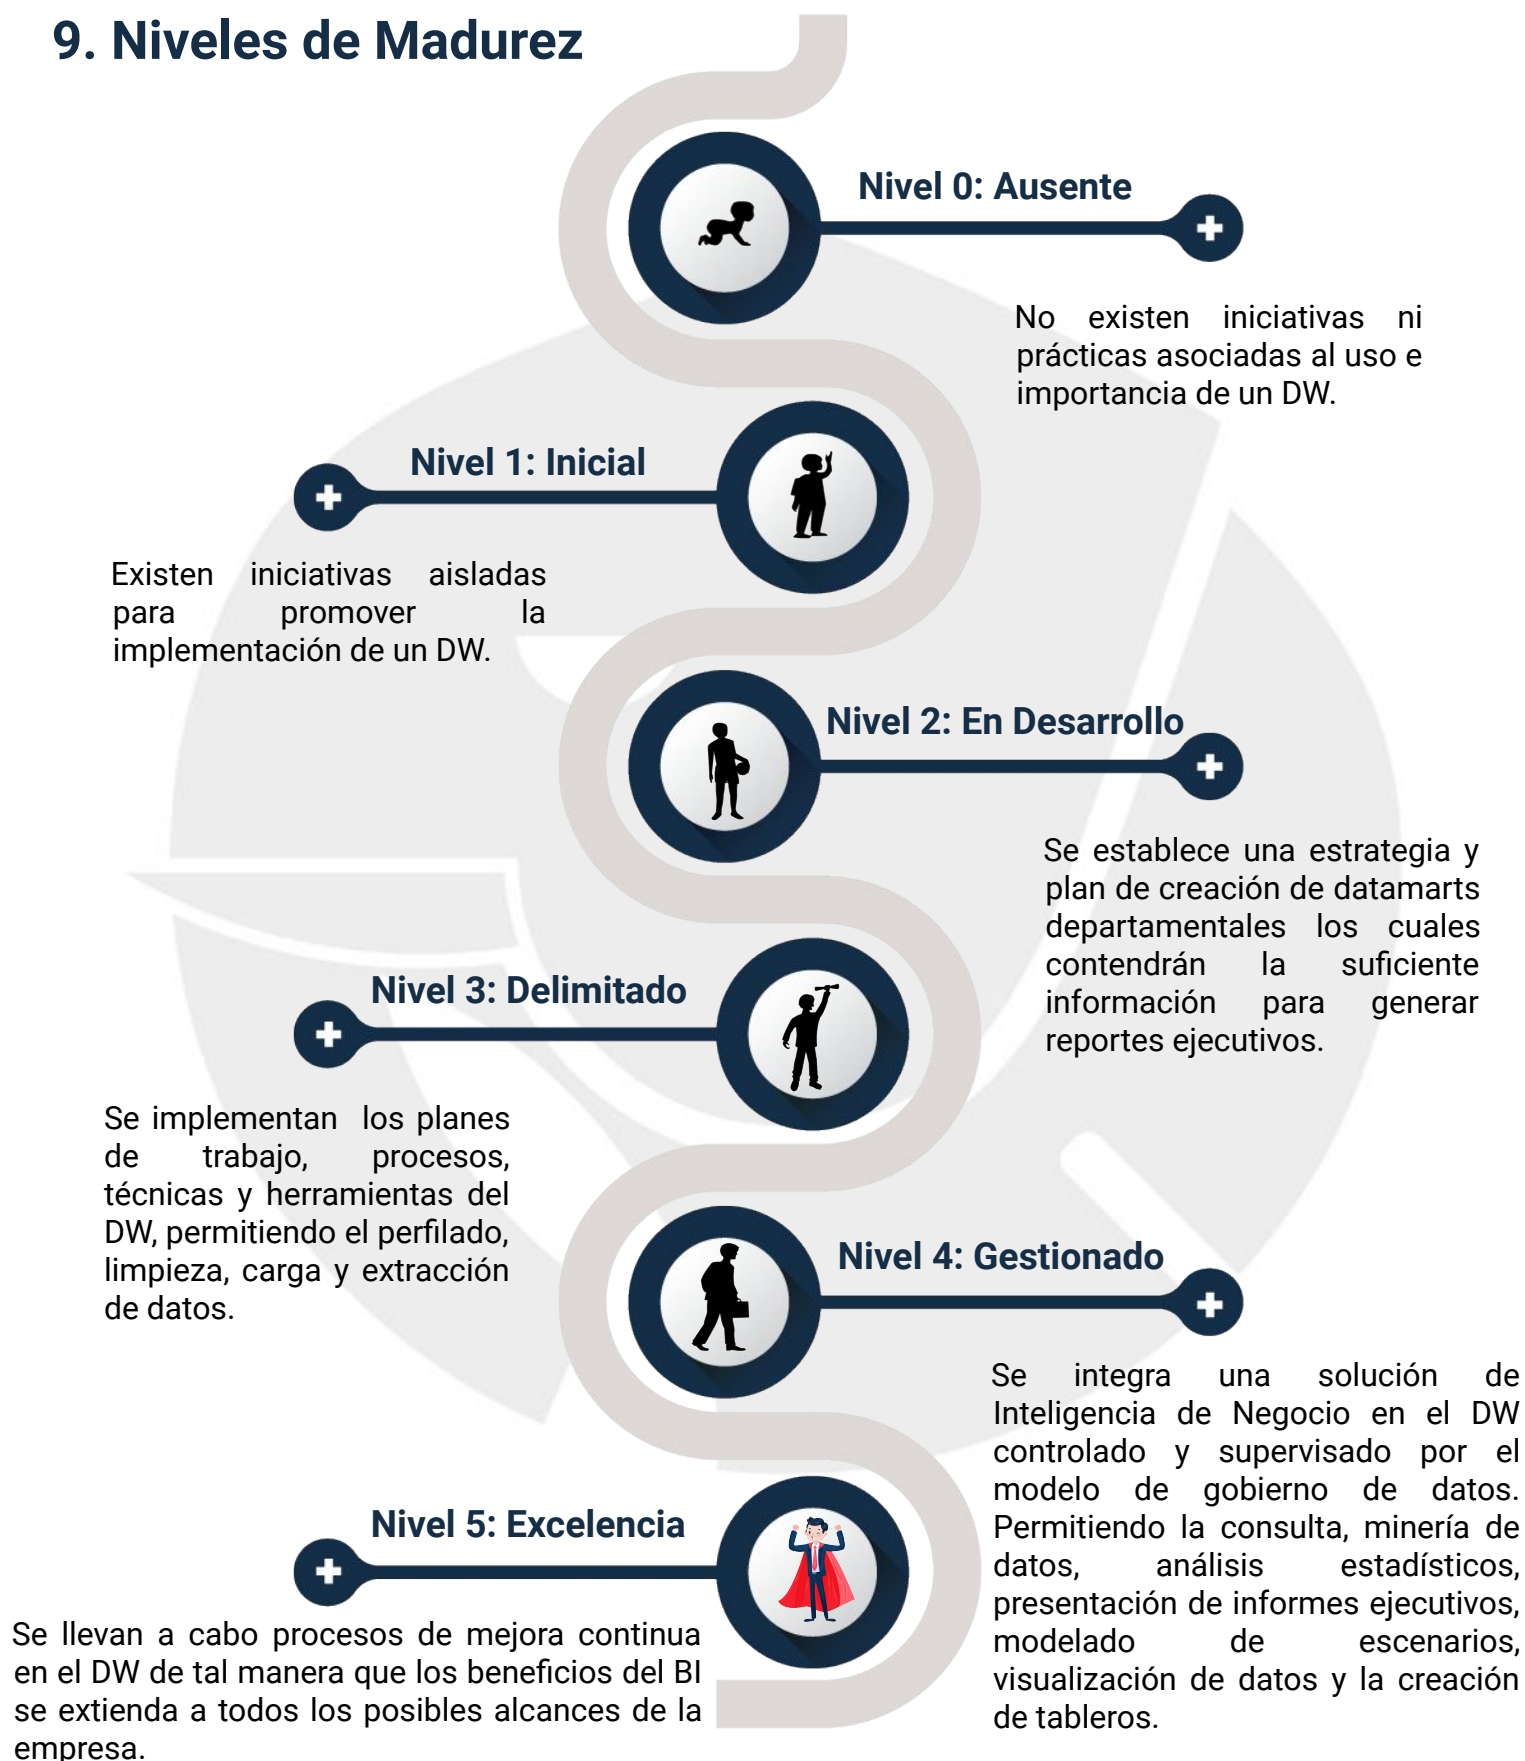 9. Niveles de Madurez
Nivel 0: Ausente
No existen iniciativas ni
prácticas asociadas al uso e
importancia de un DW.
Nivel 1: Inicial
Existen iniciativas aisladas
para promover la
implementación de un DW.
Nivel 2: En Desarrollo
Se establece una estrategia y
plan de creación de datamarts
departamentales los cuales
contendrán la suficiente
información para generar
reportes ejecutivos.
Nivel 3: Delimitado
Se implementan los planes
de trabajo, procesos,
técnicas y herramientas del
DW, permitiendo el perfilado,
limpieza, carga y extracción
de datos.
Nivel 4: Gestionado
Se integra una solución de
Inteligencia de Negocio en el DW
controlado y supervisado por el
modelo de gobierno de datos.
Permitiendo la consulta, minería de
datos, análisis estadísticos,
presentación de informes ejecutivos,
modelado de escenarios,
visualización de datos y la creación
de tableros.
Nivel 5: Excelencia
Se llevan a cabo procesos de mejora continua
en el DW de tal manera que los beneficios del BI
se extienda a todos los posibles alcances de la
empresa.